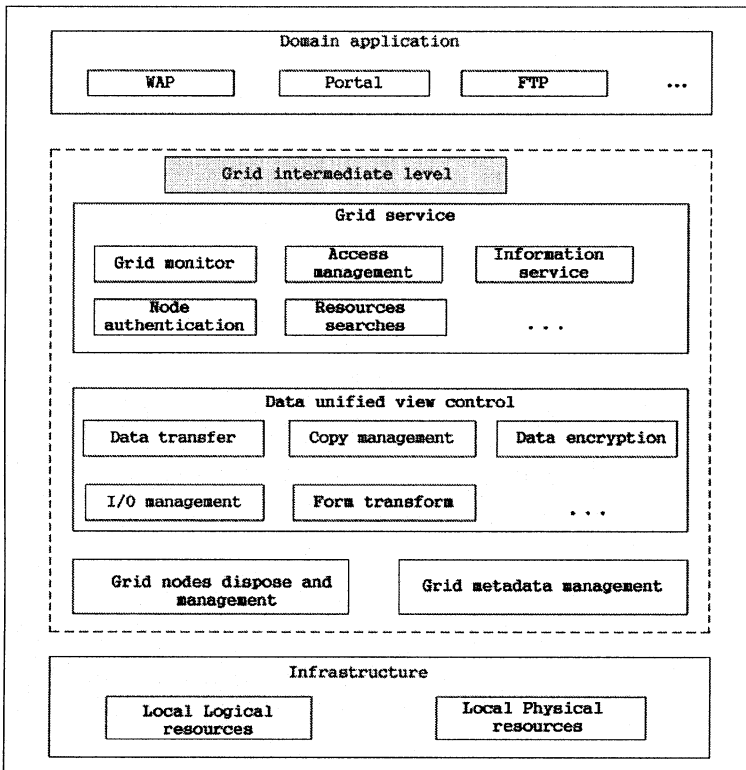 Domain application
WAP
Portal
FTP
...
Grid intermediate level
Grid service
Grid monitor
Access
management
Information
service
Node
authentication
Resources
searches
...
Data unified view control
Data transfer
Copy management
Data encryption
I/O management
Form transform
...
Grid nodes dispose and
management
Grid metadata management
Infrastructure
Local Logical
resources
Local Physical
resources